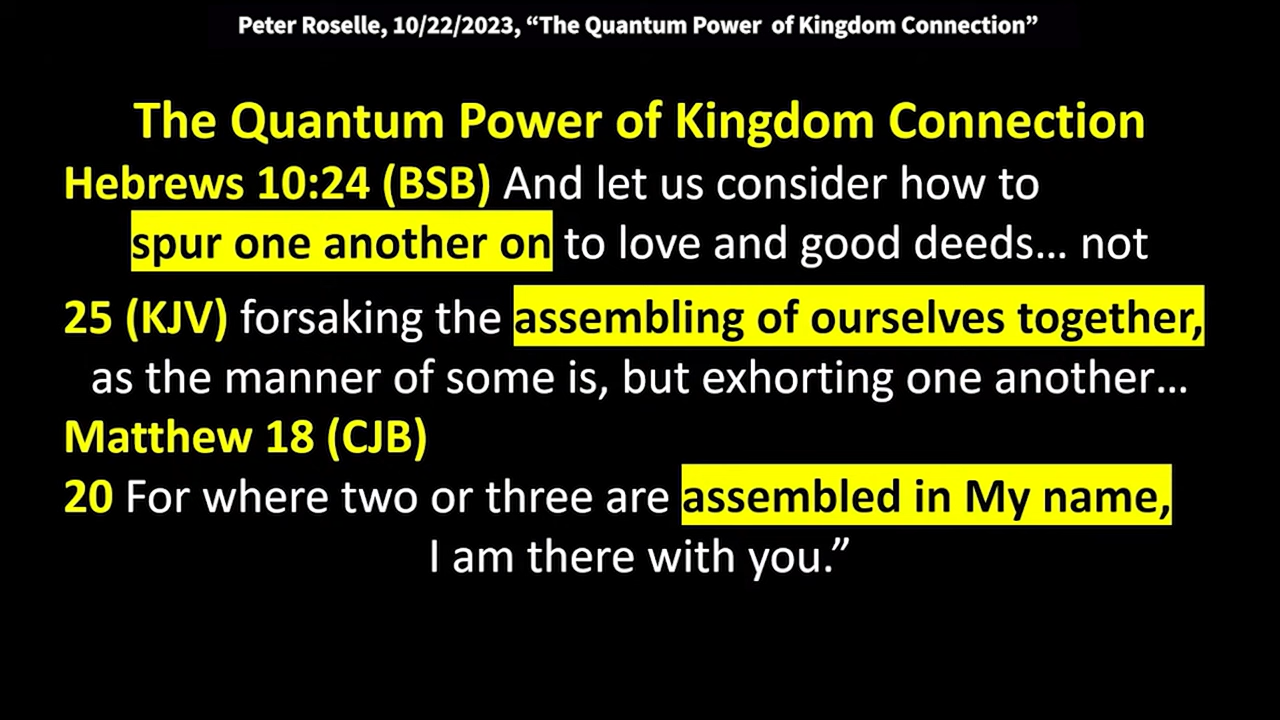 Peter Roselle, 10/22/2023, “The Quantum Power of Kingdom Connection”
The Quantum Power of Kingdom Connection
Hebrews 10:24 (BSB) And let us consider how to
spur one another on to love and good deeds… not
25 (KJV) forsaking the assembling of ourselves together,
as the manner of some is, but exhorting one another…
Matthew 18 (CJB)
20 For where two or three are assembled in My name,
I am there with you.”